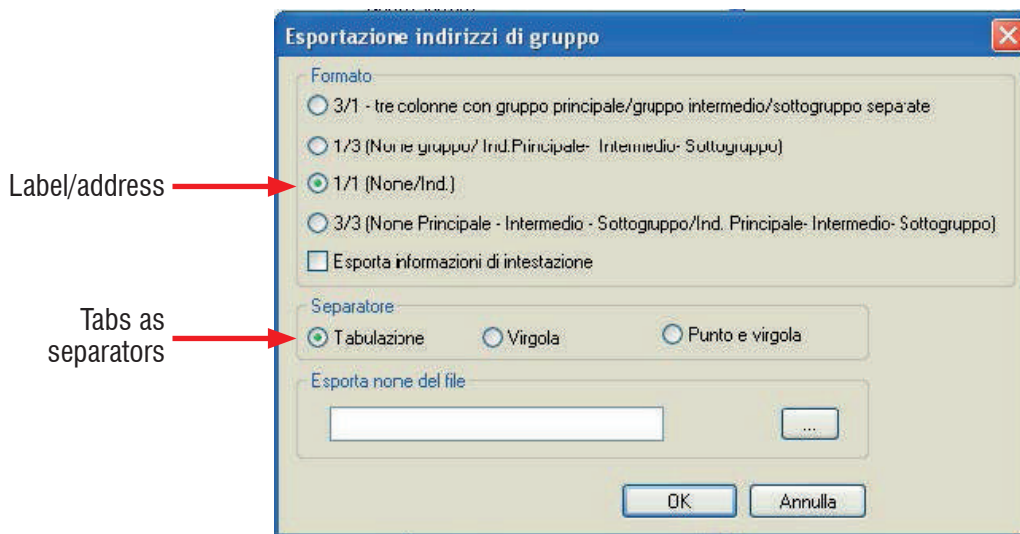 Esportazione indirizzi di gruppo
Formato
3/1 - tre colonne con gruppo principale/gruppo intermedio/sottogruppo separate
1/3 (Nome gruppo/ Ind.Principale- Intermedio- Sottogruppo)
Label/address
1/1 (Nome/Ind.)
3/3 (Nome Principale - Intermedio - Sottogruppo/Ind. Principale- Intermedio- Sottogruppo)
Esporta informazioni di intestazione
Separatore
Tabs as
separators
Tabulazione Virgola Punto e virgola
Esporta nome del file
...
OK Annulla